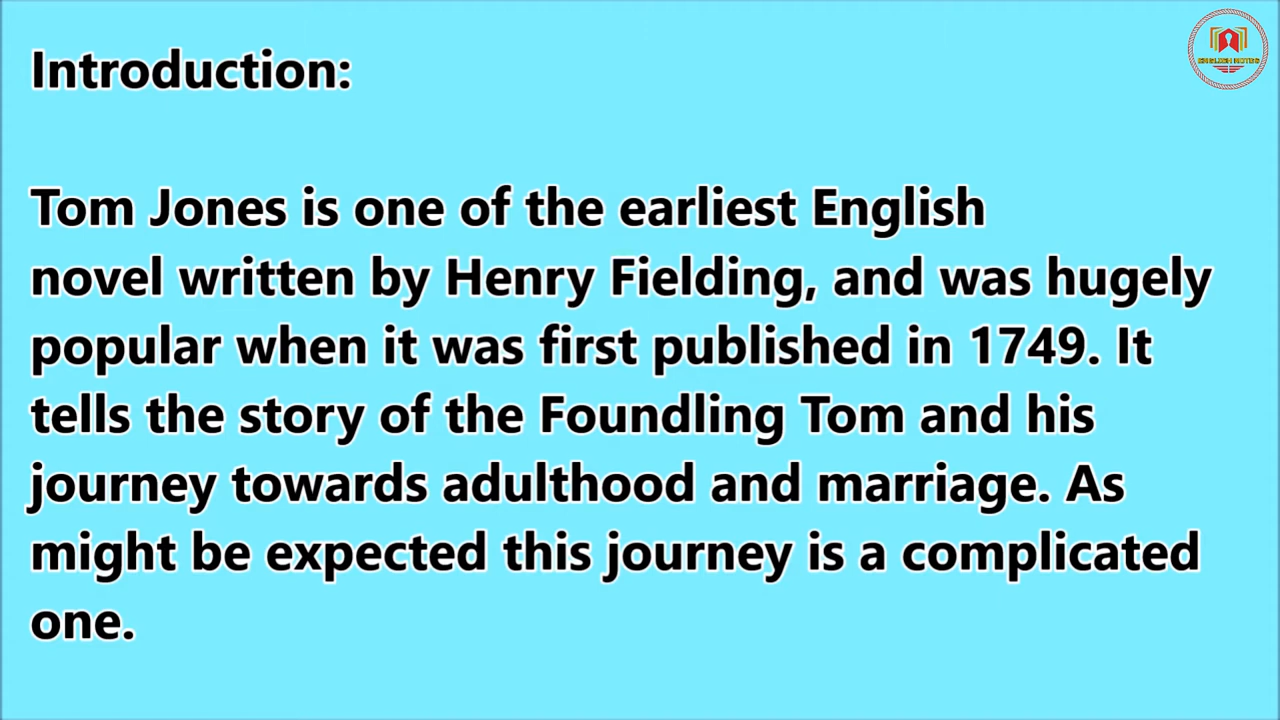 ENGLISH NOTES
Introduction:
Tom Jones is one of the earliest English
novel written by Henry Fielding, and was hugely
popular when it was first published in 1749. It
tells the story of the Foundling Tom and his
journey towards adulthood and marriage. As
might be expected this journey is a complicated
one.